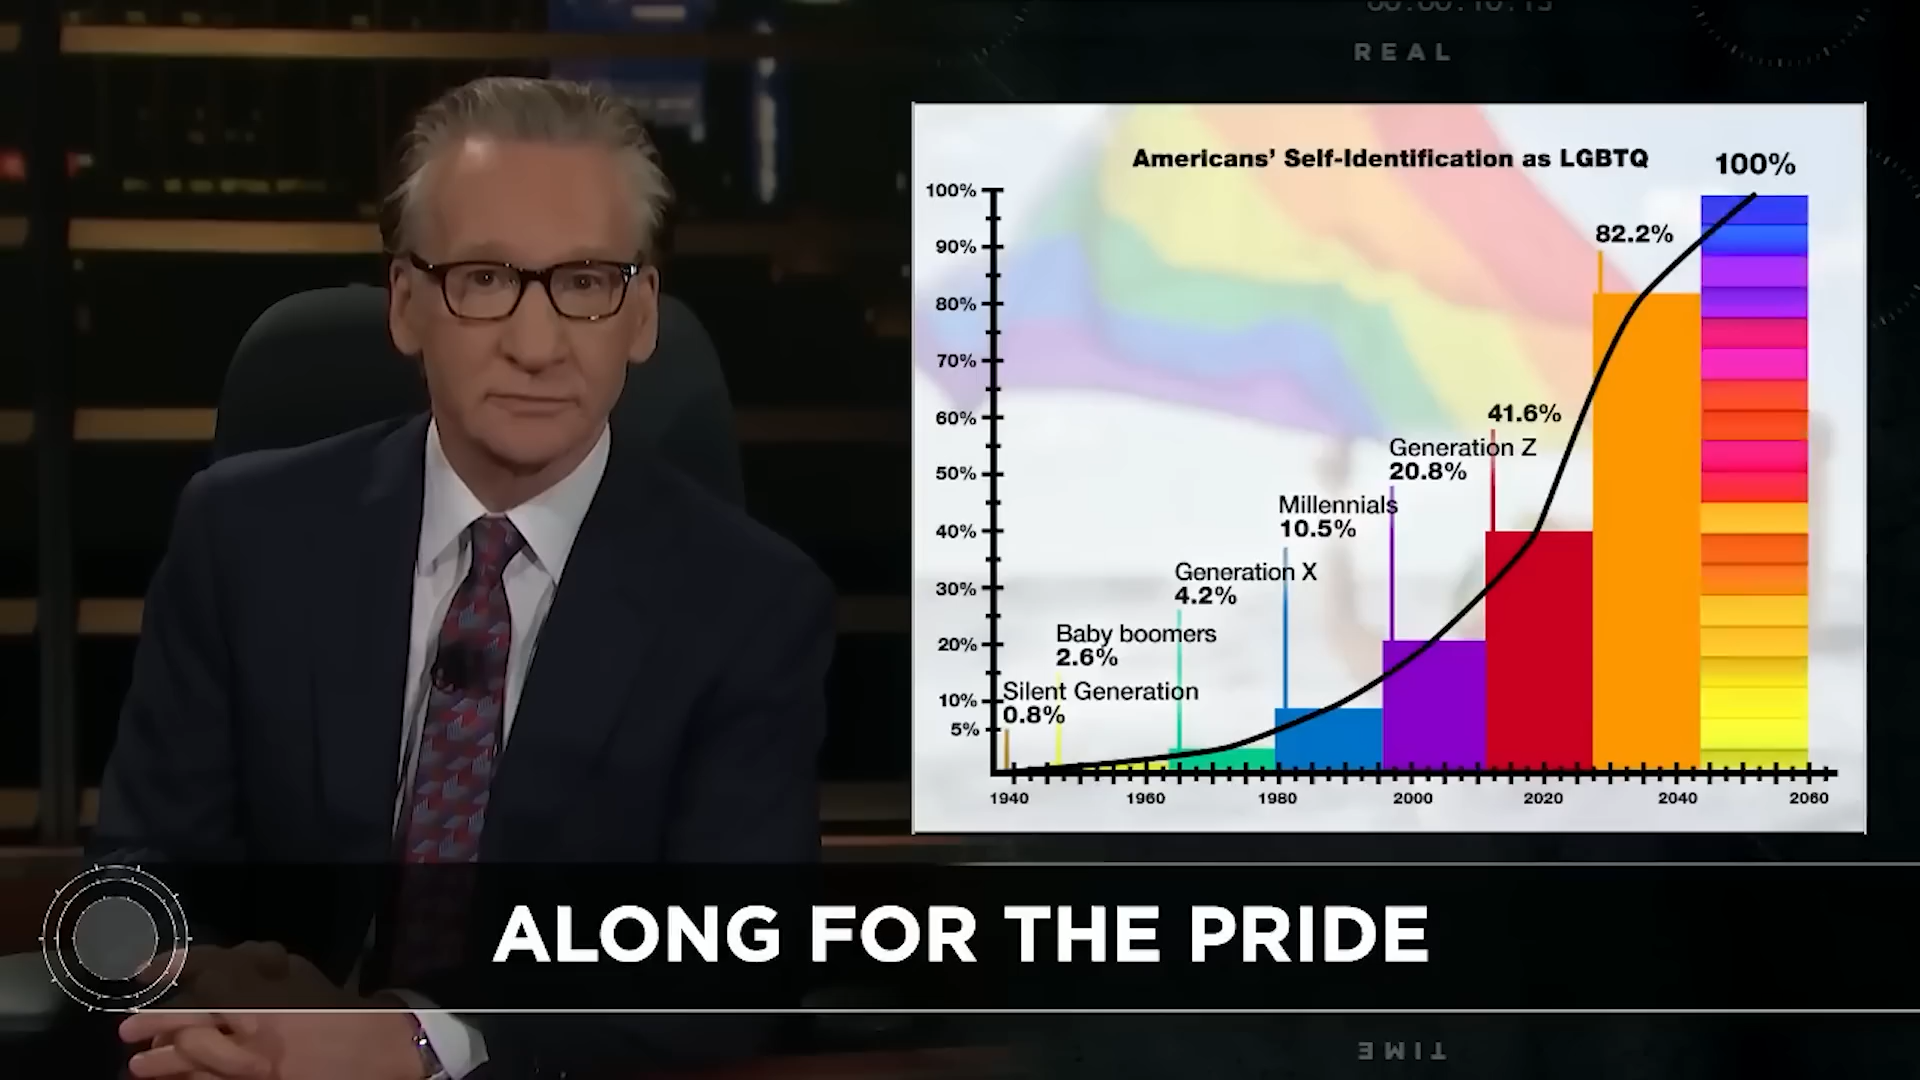 REAL
Americans' Self-Identification as LGBTQ
100%
100%
90%
80%
70%
60%
50%
40%
30%
20%
10%
5%
82.2%
41.6%
Generation Z
20.8%
Millennials
10.5%
Generation X
4.2%
Baby boomers
2.6%
Silent Generation
0.8%
1940 1960 1980 2000 2020 2040 2060
ALONG FOR THE PRIDE
TIME